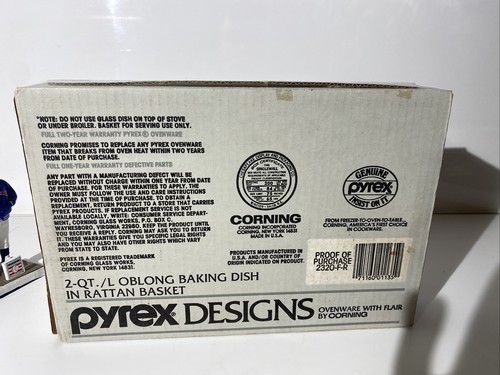 *NOTE: DO NOT USE GLASS DISH ON TOP OF STOVE
OR UNDER BROILER. BASKET FOR SERVING USE ONLY.
FULL TWO-YEAR WARRANTY PYREX® OVENWARE
CORNING PROMISES TO REPLACE ANY PYREX OVENWARE
ITEM THAT BREAKS FROM OVEN HEAT WITHIN TWO YEARS
FROM DATE OF PURCHASE.
FULL ONE-YEAR WARRANTY DEFECTIVE PARTS
ANY PART WITH A MANUFACTURING DEFECT WILL BE
REPLACED WITHOUT CHARGE WITHIN ONE YEAR FROM DATE
OF PURCHASE. FOR THESE WARRANTIES TO APPLY, THE
OWNER MUST FOLLOW THE USE AND CARE INSTRUCTIONS
PROVIDED AT THE TIME OF PURCHASE. TO OBTAIN A
REPLACEMENT, CONTACT A STORE THAT CARRIES
PYREX PRODUCTS. IF REPLACEMENT SERVICE IS NOT
AVAILABLE LOCALLY, WRITE: CONSUMER SERVICE DEPART-
MENT, CORNING GLASS WORKS, P.O. BOX C,
WAYNESBORO, VIRGINIA 22980. KEEP THE PRODUCT UNTIL
YOU RECEIVE A REPLY. CORNING MAY ASK YOU TO RETURN
IT. THESE WARRANTIES GIVE YOU SPECIFIC LEGAL RIGHTS
AND YOU MAY ALSO HAVE OTHER RIGHTS WHICH VARY
FROM STATE TO STATE.
PYREX IS A REGISTERED TRADEMARK
OF CORNING GLASS WORKS,
CORNING, NEW YORK 14831.
CORNING
CORNING INCORPORATED
CORNING, NEW YORK 14831
MADE IN U.S.A.
PRODUCTS MANUFACTURED IN
U.S.A. AND/OR COUNTRY OF
ORIGIN INDICATED ON PRODUCT.
GENUINE
PYREX®
INSIST ON IT
FROM FREEZER-TO-OVEN-TO-TABLE...
CORNING, AMERICA'S FIRST CHOICE
IN COOKWARE.
PROOF OF
PURCHASE
2320-F-R
71160 01133
2-QT./L OBLONG BAKING DISH
IN RATTAN BASKET
PYREX® DESIGNS
OVENWARE WITH FLAIR
BY CORNING